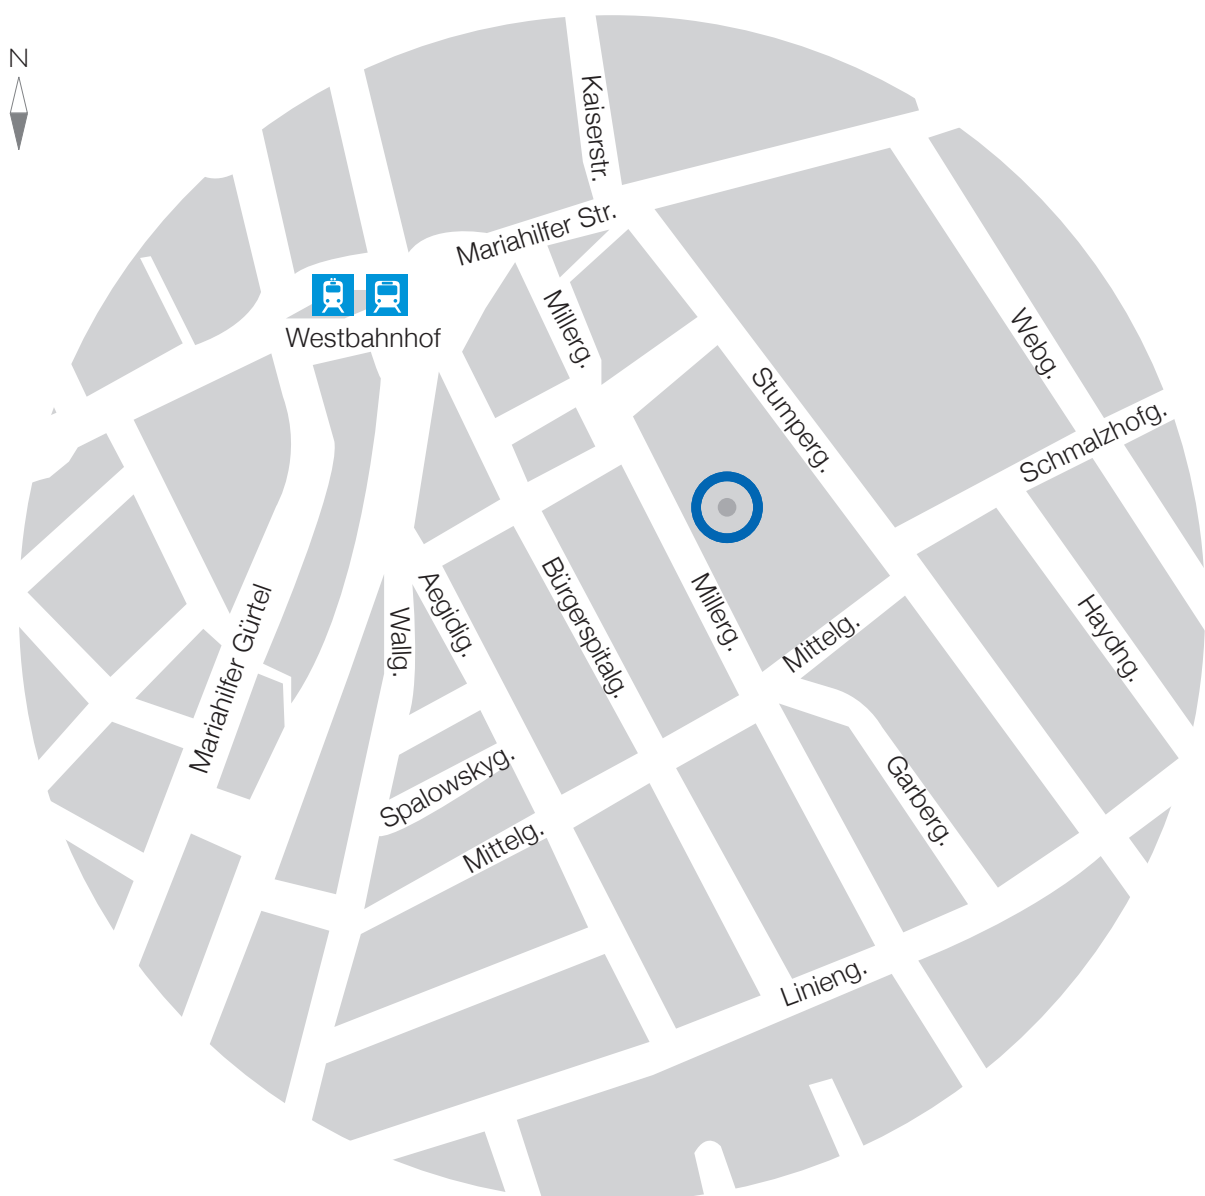 N
Kaiserstr.
Mariahilfer Str.
Westbahnhof
Millerg.
Webg.
Stumperg.
Schmalzhofg.
Aegidig.
Wallg.
Bürgerspitalg.
Millerg.
Mittelg.
Haydng.
Mariahilfer Gürtel
Spalowskyg.
Garberg.
Mittelg.
Linieng.